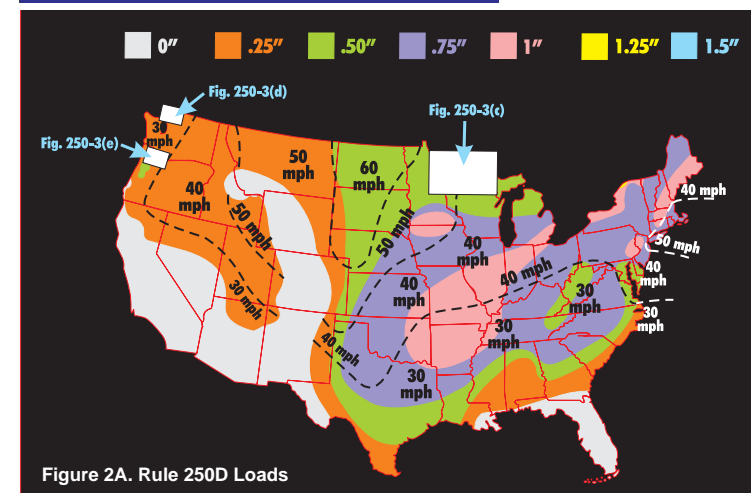 0” .25” .50” .75” 1” 1.25” 1.5”
Fig. 250-3(d)
Fig. 250-3(c)
Fig. 250-3(e)
30
mph
50
mph
60
mph
40
mph
50 mph
50 mph
40
mph
40 mph
50 mph
40
mph
30
mph
40 mph
40
mph
30
mph
30 mph
40 mph
30
mph
30
mph
Figure 2A. Rule 250D Loads